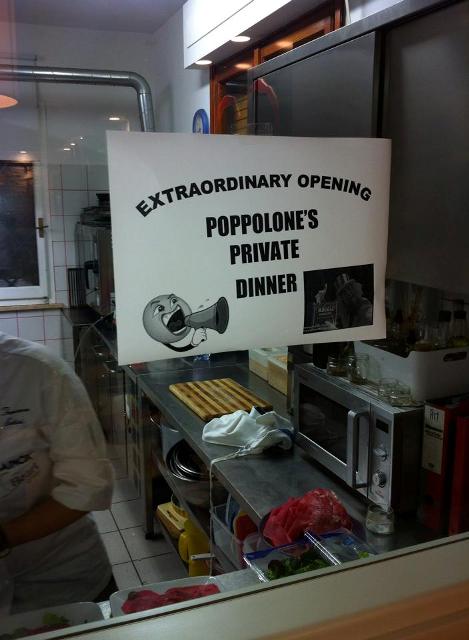 EXTRAORDINARY OPENING
POPPOLONE'S
PRIVATE
DINNER